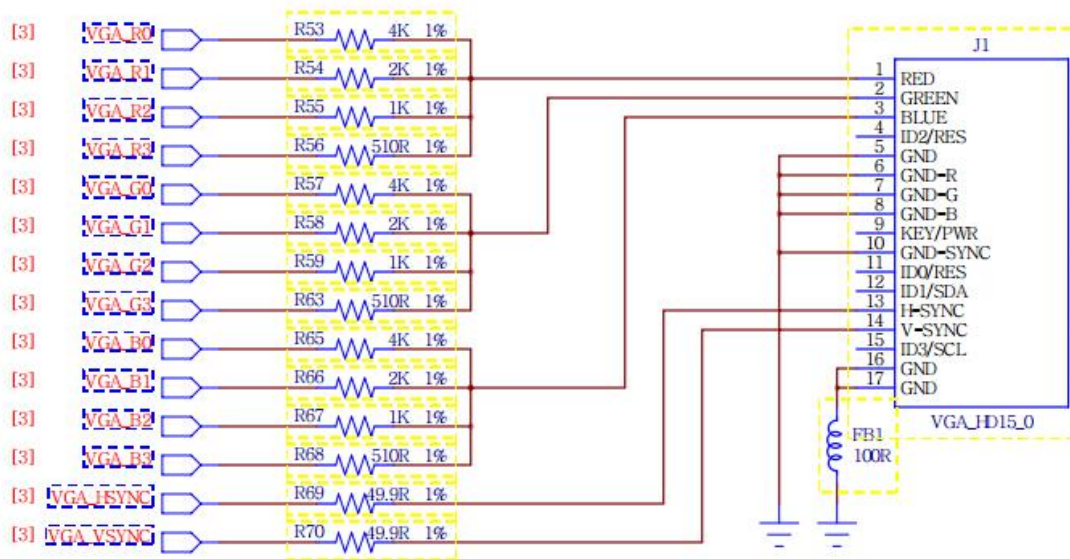 [3] VGA_R0 R53 4K 1%
[3] VGA_R1 R54 2K 1%
[3] VGA_R2 R55 1K 1%
[3] VGA_R3 R56 510R 1%
[3] VGA_G0 R57 4K 1%
[3] VGA_G1 R58 2K 1%
[3] VGA_G2 R59 1K 1%
[3] VGA_G3 R63 510R 1%
[3] VGA_B0 R65 4K 1%
[3] VGA_B1 R66 2K 1%
[3] VGA_B2 R67 1K 1%
[3] VGA_B3 R68 510R 1%
[3] VGA_HSYNC R69 49.9R 1%
[3] VGA_VSYNC R70 49.9R 1%
J1
1 RED
2 GREEN
3 BLUE
4 ID2/RES
5 GND
6 GND-R
7 GND-G
8 GND-B
9 KEY/PWR
10 GND-SYNC
11 ID0/RES
12 ID1/SDA
13 H-SYNC
14 V-SYNC
15 ID3/SCL
16 GND
17 GND
VGA_HD15_0
FB1
100R